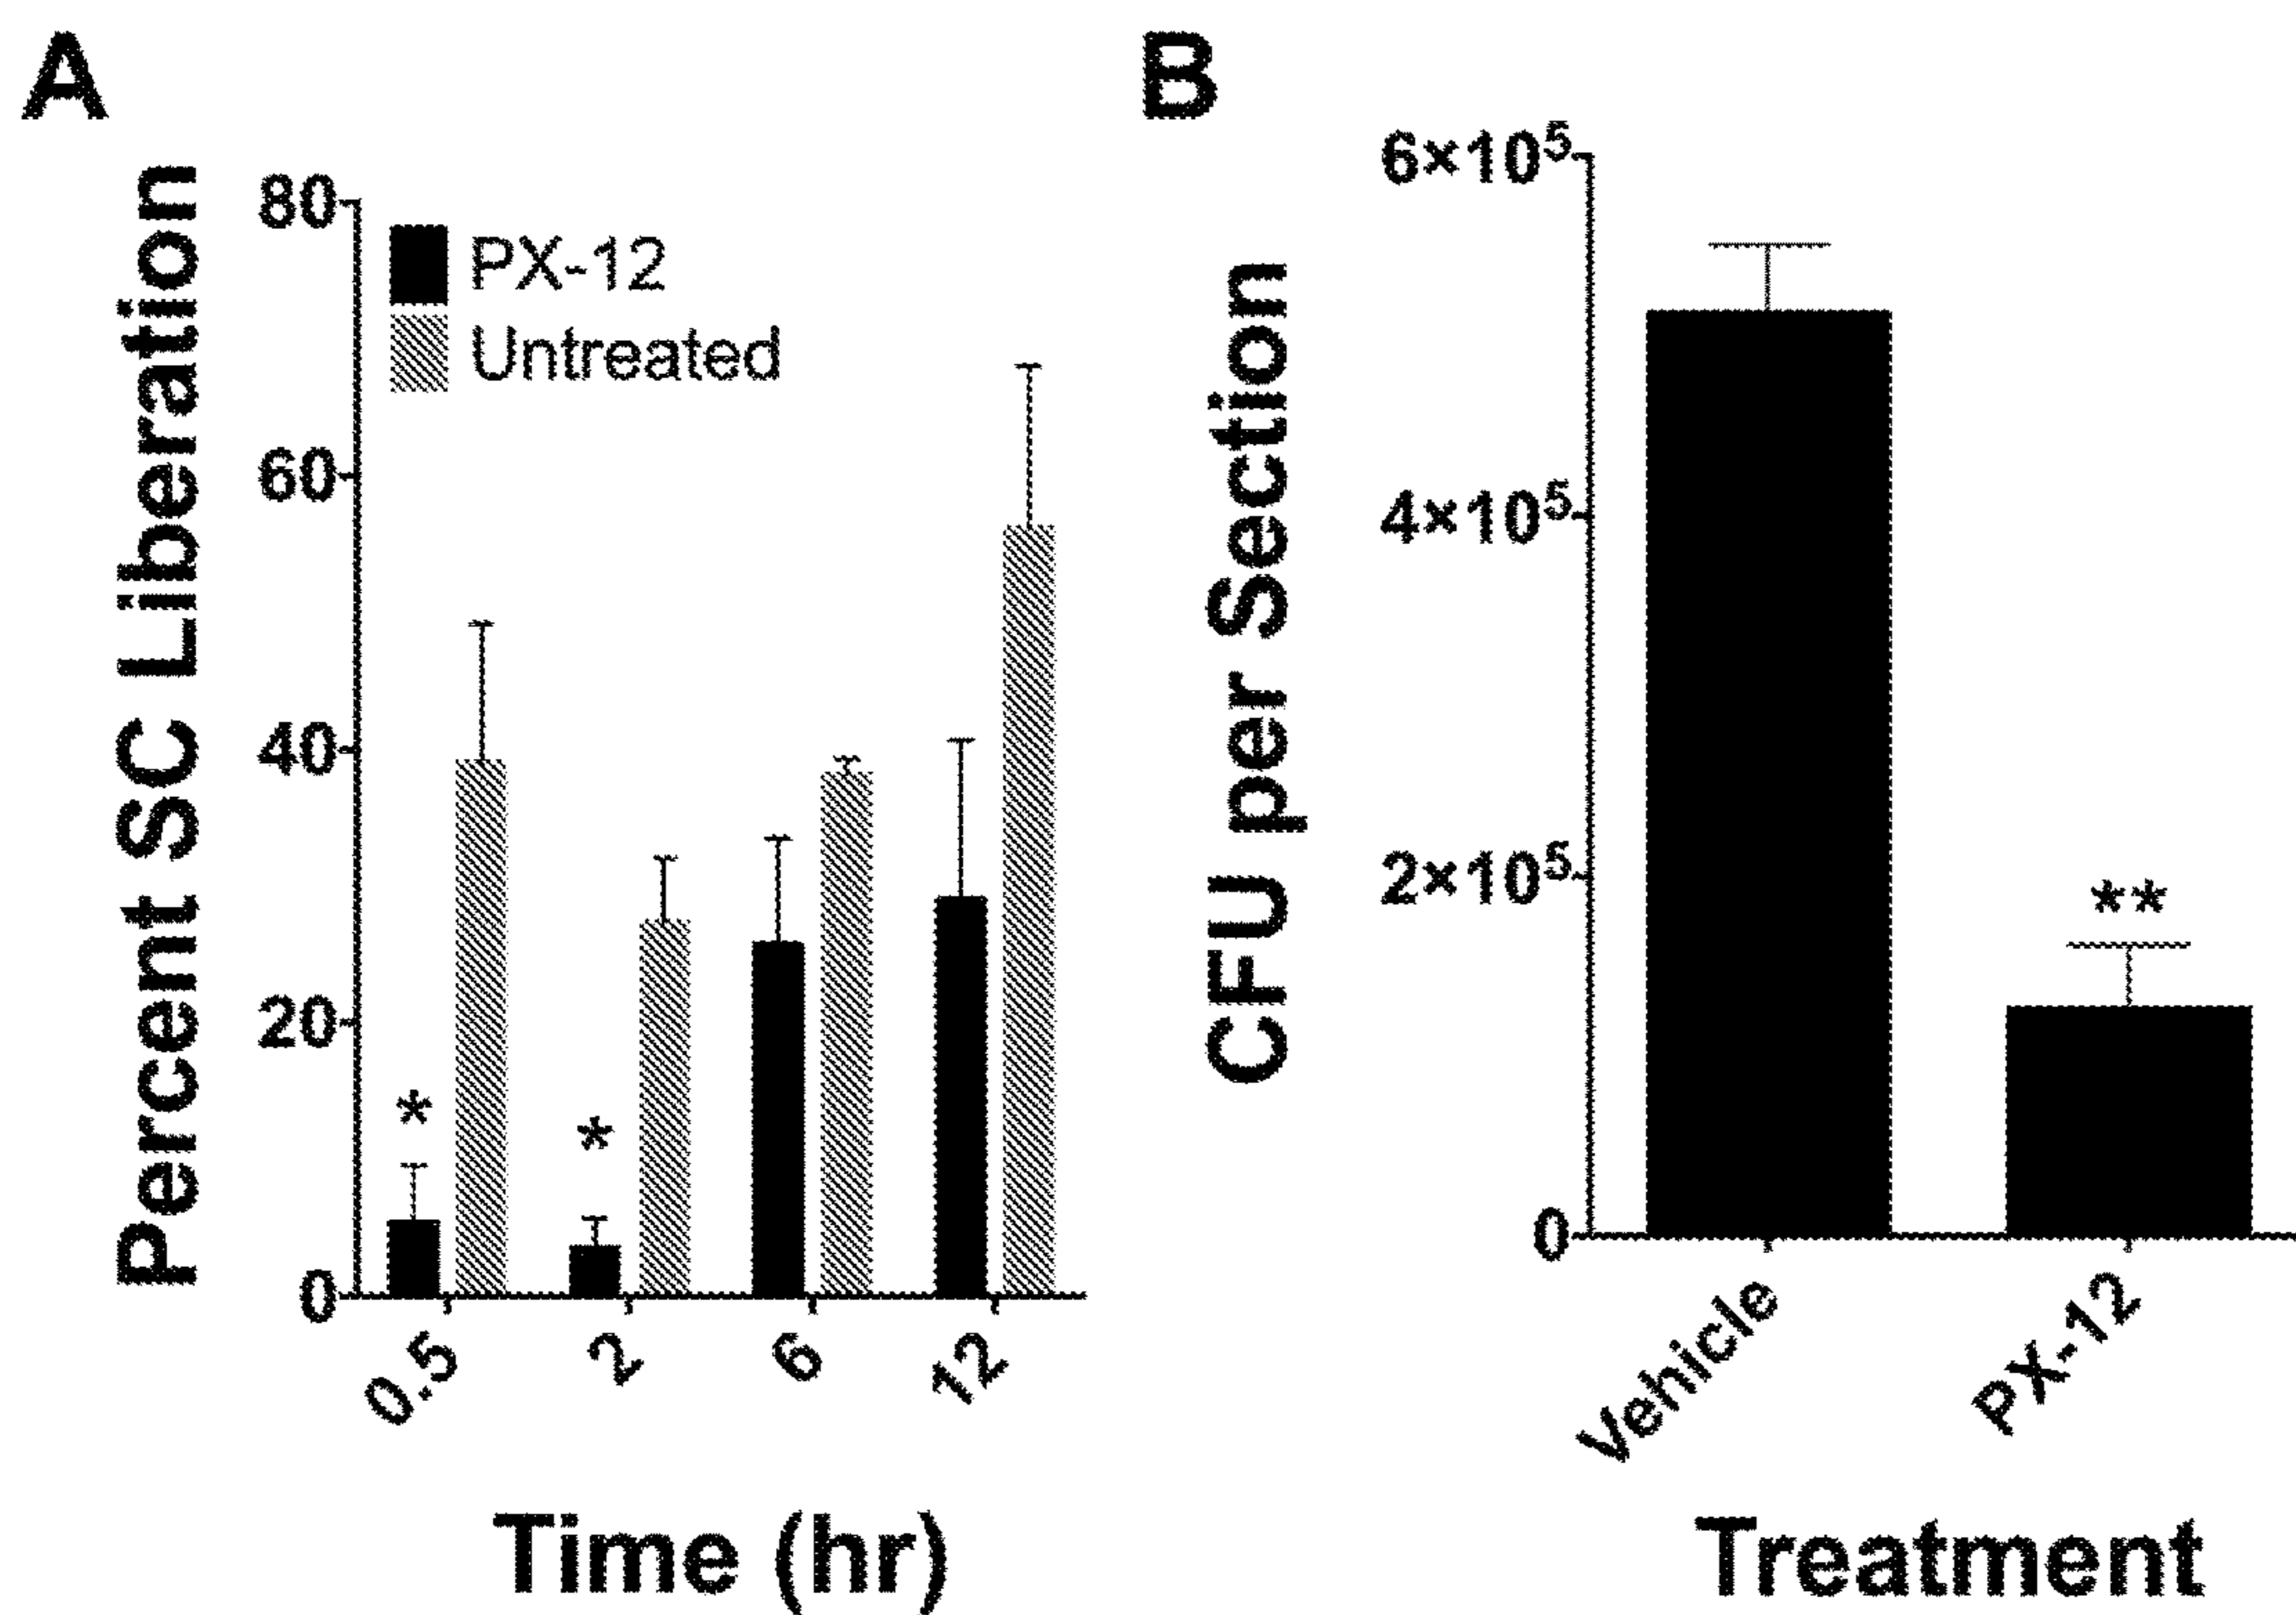 A
Percent SC Liberation
80
60
40
20
0
PX-12
Untreated
*
*
0.5
2
6
12
Time (hr)
B
CFU per Section
6×10⁵
4×10⁵
2×10⁵
0
**
Vehicle
PX-12
Treatment